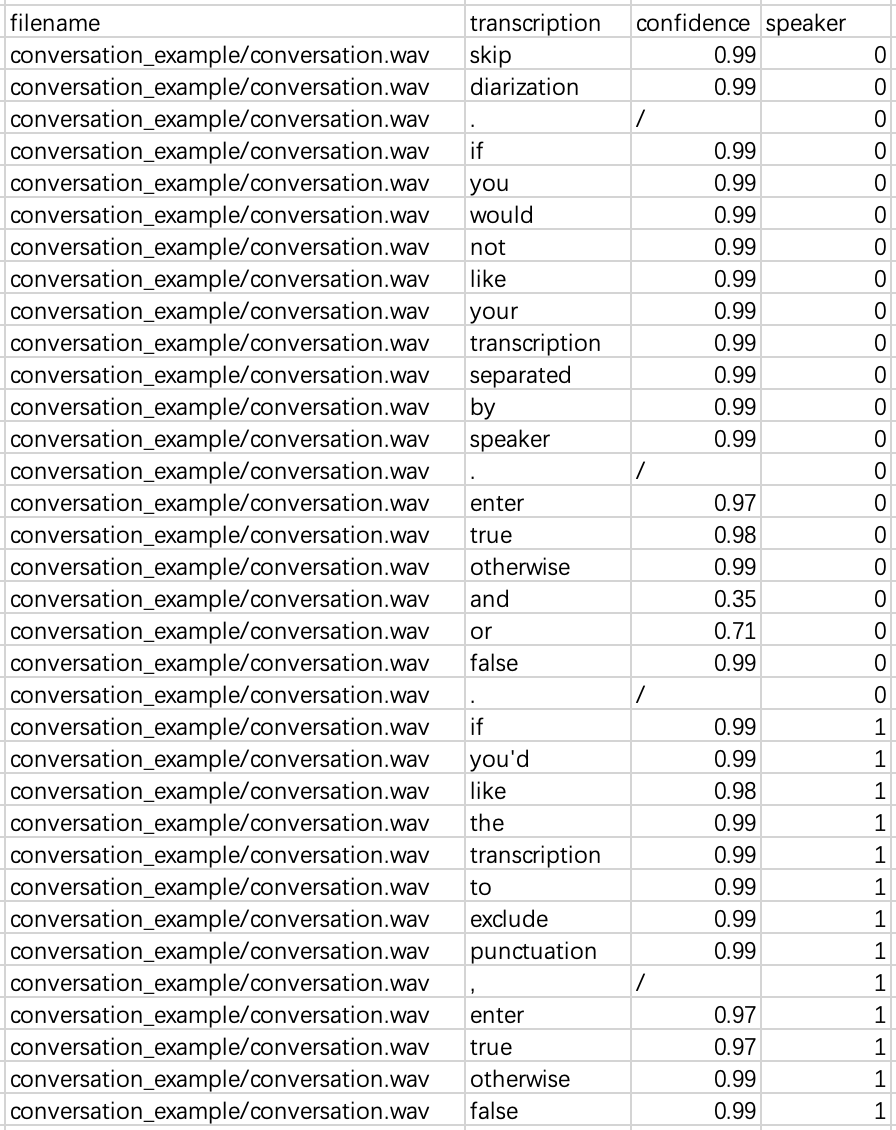 filename transcription confidence speaker
conversation_example/conversation.wav skip 0.99 0
conversation_example/conversation.wav diarization 0.99 0
conversation_example/conversation.wav . / 0
conversation_example/conversation.wav if 0.99 0
conversation_example/conversation.wav you 0.99 0
conversation_example/conversation.wav would 0.99 0
conversation_example/conversation.wav not 0.99 0
conversation_example/conversation.wav like 0.99 0
conversation_example/conversation.wav your 0.99 0
conversation_example/conversation.wav transcription 0.99 0
conversation_example/conversation.wav separated 0.99 0
conversation_example/conversation.wav by 0.99 0
conversation_example/conversation.wav speaker 0.99 0
conversation_example/conversation.wav . / 0
conversation_example/conversation.wav enter 0.97 0
conversation_example/conversation.wav true 0.98 0
conversation_example/conversation.wav otherwise 0.99 0
conversation_example/conversation.wav and 0.35 0
conversation_example/conversation.wav or 0.71 0
conversation_example/conversation.wav false 0.99 0
conversation_example/conversation.wav . / 0
conversation_example/conversation.wav if 0.99 1
conversation_example/conversation.wav you'd 0.99 1
conversation_example/conversation.wav like 0.98 1
conversation_example/conversation.wav the 0.99 1
conversation_example/conversation.wav transcription 0.99 1
conversation_example/conversation.wav to 0.99 1
conversation_example/conversation.wav exclude 0.99 1
conversation_example/conversation.wav punctuation 0.99 1
conversation_example/conversation.wav , / 1
conversation_example/conversation.wav enter 0.97 1
conversation_example/conversation.wav true 0.97 1
conversation_example/conversation.wav otherwise 0.99 1
conversation_example/conversation.wav false 0.99 1